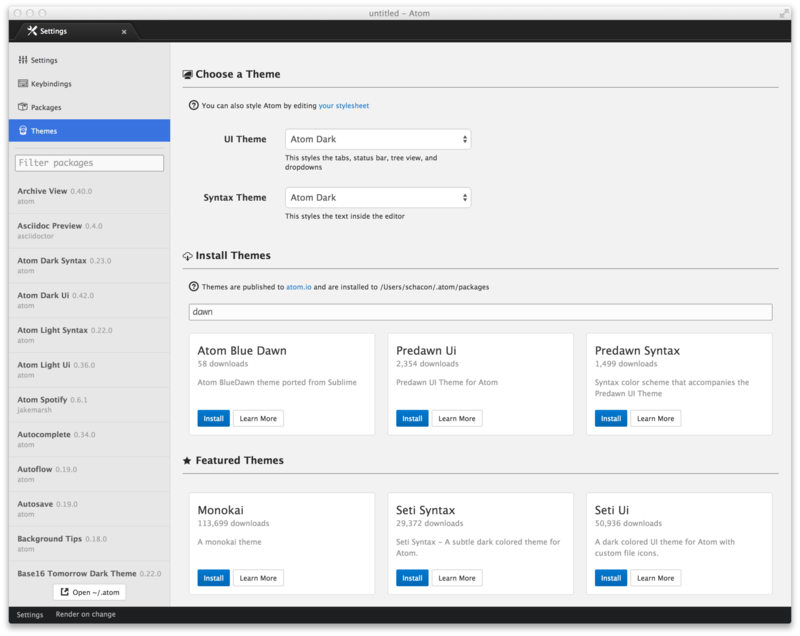 untitled – Atom
Settings
Settings
Keybindings
Packages
Themes
Filter packages
Archive View 0.40.0
atom
Asciidoc Preview 0.4.0
asciidoctor
Atom Dark Syntax 0.23.0
atom
Atom Dark Ui 0.42.0
atom
Atom Light Syntax 0.22.0
atom
Atom Light Ui 0.36.0
atom
Atom Spotify 0.6.1
jakemarsh
Autocomplete 0.34.0
atom
Autoflow 0.19.0
atom
Autosave 0.19.0
atom
Background Tips 0.18.0
atom
Base16 Tomorrow Dark Theme 0.22.0
Open ~/.atom
Choose a Theme
You can also style Atom by editing your stylesheet
UI Theme Atom Dark
This styles the tabs, status bar, tree view, and
dropdowns
Syntax Theme Atom Dark
This styles the text inside the editor
Install Themes
Themes are published to atom.io and are installed to /Users/schacon/.atom/packages
dawn
Atom Blue Dawn
58 downloads
Atom BlueDawn theme ported from Sublime
Install Learn More
Predawn Ui
2,354 downloads
Predawn UI Theme for Atom
Install Learn More
Predawn Syntax
1,499 downloads
Syntax color scheme that accompanies the
Predawn UI Theme
Install Learn More
Featured Themes
Monokai
113,699 downloads
A monokai theme
Install Learn More
Seti Syntax
29,372 downloads
Seti Syntax – A subtle dark colored theme for
Atom.
Install Learn More
Seti Ui
50,936 downloads
A dark colored UI theme for Atom with
custom file icons.
Install Learn More
Settings Render on change